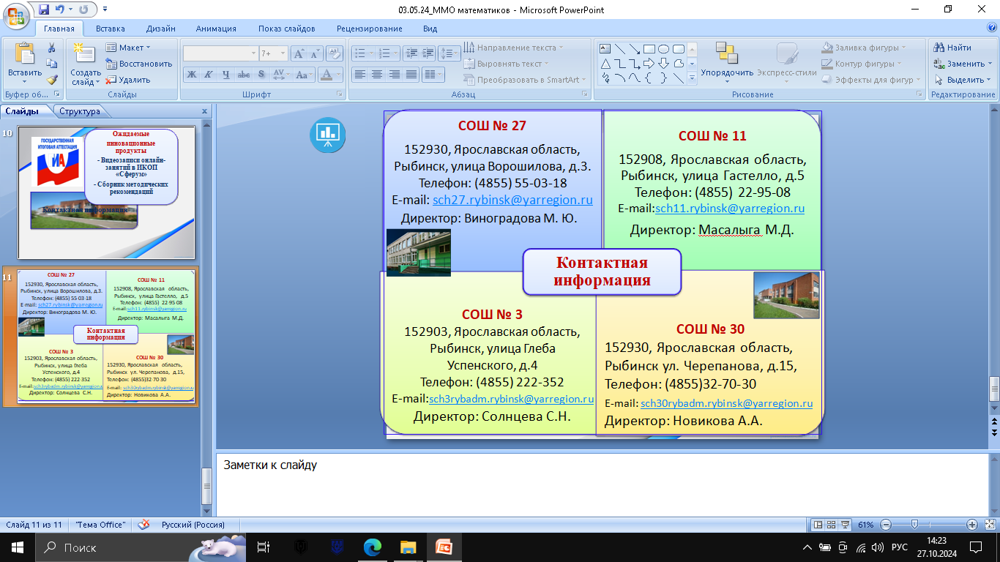 03.05.24_ММО математиков - Microsoft PowerPoint
Главная Вставка Дизайн Анимация Показ слайдов Рецензирование Вид
Вставить
Буфер об...
Создать слайд
Макет
Восстановить
Удалить
Слайды
7+
Ж К Ч abc S AV Aa A
Шрифт
Направление текста
Выровнять текст
Преобразовать в SmartArt
Абзац
Упорядочить
Экспресс-стили
Заливка фигуры
Контур фигуры
Эффекты для фигур
Рисование
Найти
Заменить
Выделить
Редактирование
Слайды Структура
10
ГОСУДАРСТВЕННАЯ
ИТОГОВАЯ АТТЕСТАЦИЯ
ИА
Ожидаемые
инновационные
продукты
- Видеозаписи онлайн-
занятий в ИКОП
«Сферум»
- Сборник методических
рекомендаций
Контактная информация
11
СОШ № 27
152930, Ярославская область,
Рыбинск, улица Ворошилова, д.3.
Телефон: (4855) 55-03-18
E-mail: sch27.rybinsk@yarregion.ru
Директор: Виноградова М. Ю.
СОШ № 11
152908, Ярославская область,
Рыбинск, улица Гастелло, д.5
Телефон: (4855) 22-95-08
E-mail:sch11.rybinsk@yarregion.ru
Директор: Масалыга М.Д.
Контактная
информация
СОШ № 3
152903, Ярославская область,
Рыбинск, улица Глеба
Успенского, д.4
Телефон: (4855) 222-352
E-mail:sch3rybadm.rybinsk@yarregion.ru
Директор: Солнцева С.Н.
СОШ № 30
152930, Ярославская область,
Рыбинск ул. Черепанова, д.15,
Телефон: (4855)32-70-30
E-mail: sch30rybadm.rybinsk@yarregion.ru
Директор: Новикова А.А.
СОШ № 27
152930, Ярославская область,
Рыбинск, улица Ворошилова, д.3.
Телефон: (4855) 55-03-18
E-mail: sch27.rybinsk@yarregion.ru
Директор: Виноградова М. Ю.
СОШ № 11
152908, Ярославская область,
Рыбинск, улица Гастелло, д.5
Телефон: (4855) 22-95-08
E-mail:sch11.rybinsk@yarregion.ru
Директор: Масалыга М.Д.
Контактная
информация
СОШ № 3
152903, Ярославская область,
Рыбинск, улица Глеба
Успенского, д.4
Телефон: (4855) 222-352
E-mail:sch3rybadm.rybinsk@yarregion.ru
Директор: Солнцева С.Н.
СОШ № 30
152930, Ярославская область,
Рыбинск ул. Черепанова, д.15,
Телефон: (4855)32-70-30
E-mail: sch30rybadm.rybinsk@yarregion.ru
Директор: Новикова А.А.
Заметки к слайду
Слайд 11 из 11 "Тема Office" Русский (Россия) 61%
Поиск
РУС
14:23
27.10.2024